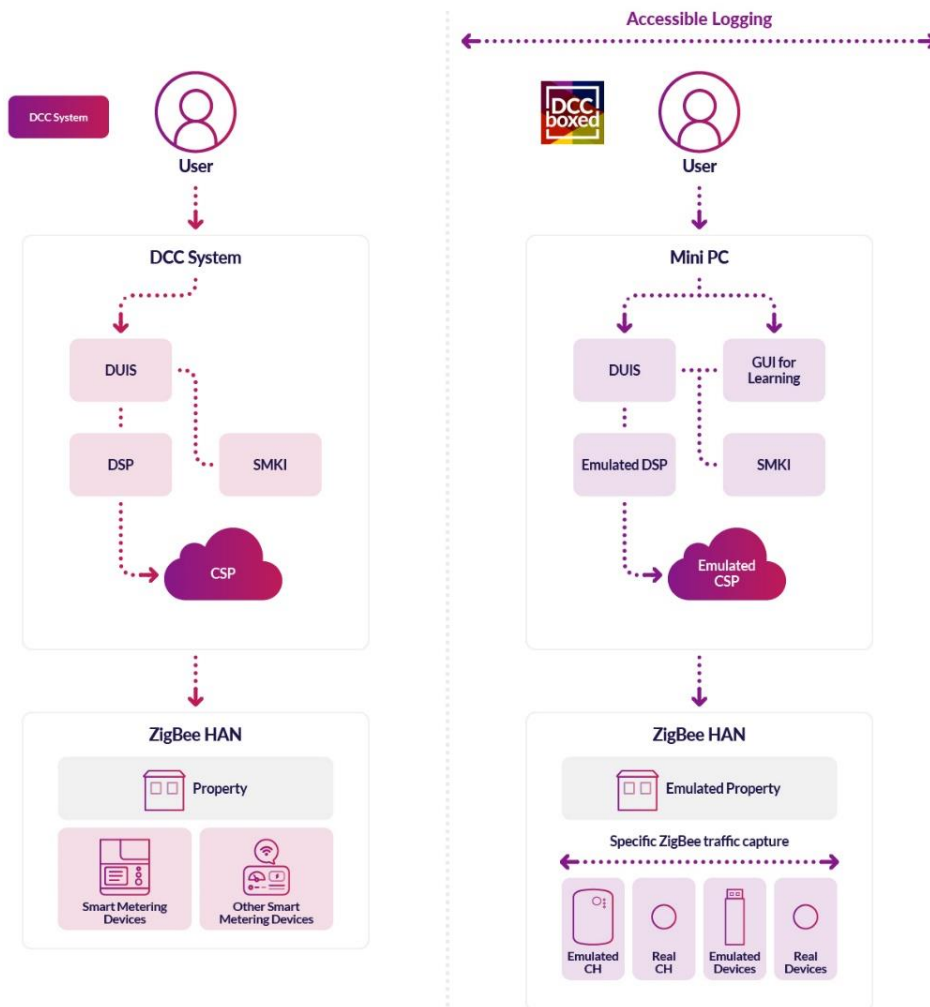 Accessible Logging
DCC System
User
DCC System
DUIS
DSP
SMKI
CSP
ZigBee HAN
Property
Smart Metering
Devices
Other Smart
Metering Devices
DCC
boxed
User
Mini PC
DUIS
GUI for
Learning
Emulated DSP
SMKI
Emulated
CSP
ZigBee HAN
Emulated Property
Specific ZigBee traffic capture
Emulated
CH
Real
CH
Emulated
Devices
Real
Devices